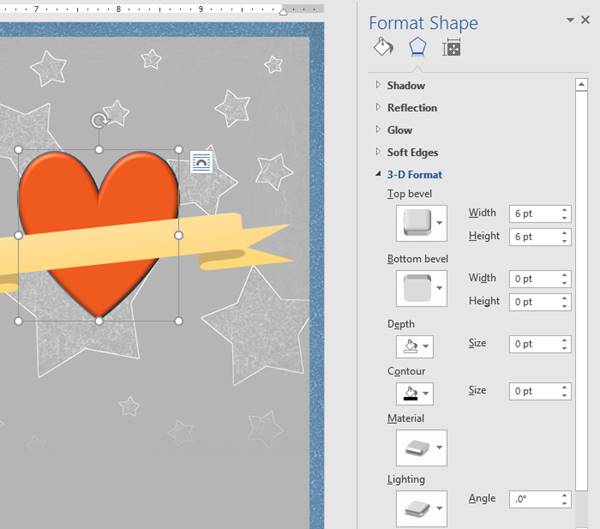 7 8 9
Format Shape
Shadow
Reflection
Glow
Soft Edges
3-D Format
Top bevel
Width 6 pt
Height 6 pt
Bottom bevel
Width 0 pt
Height 0 pt
Depth
Size 0 pt
Contour
Size 0 pt
Material
Lighting
Angle .0°